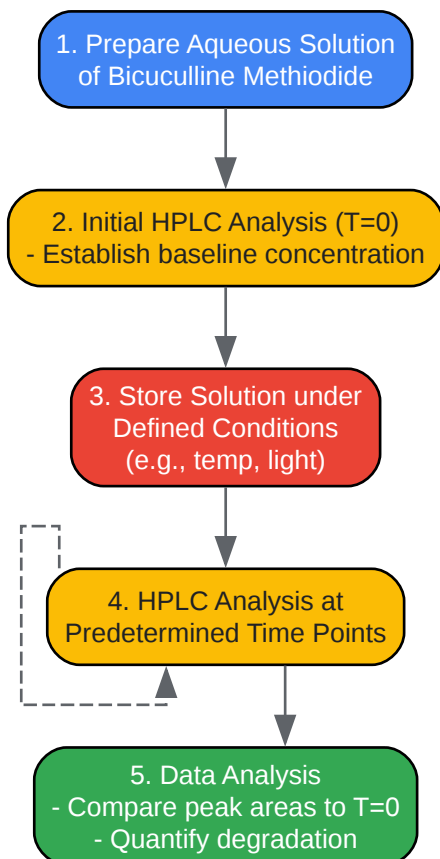 1. Prepare Aqueous Solution
of Bicuculline Methiodide
2. Initial HPLC Analysis (T=0)
- Establish baseline concentration
3. Store Solution under
Defined Conditions
(e.g., temp, light)
4. HPLC Analysis at
Predetermined Time Points
5. Data Analysis
- Compare peak areas to T=0
- Quantify degradation